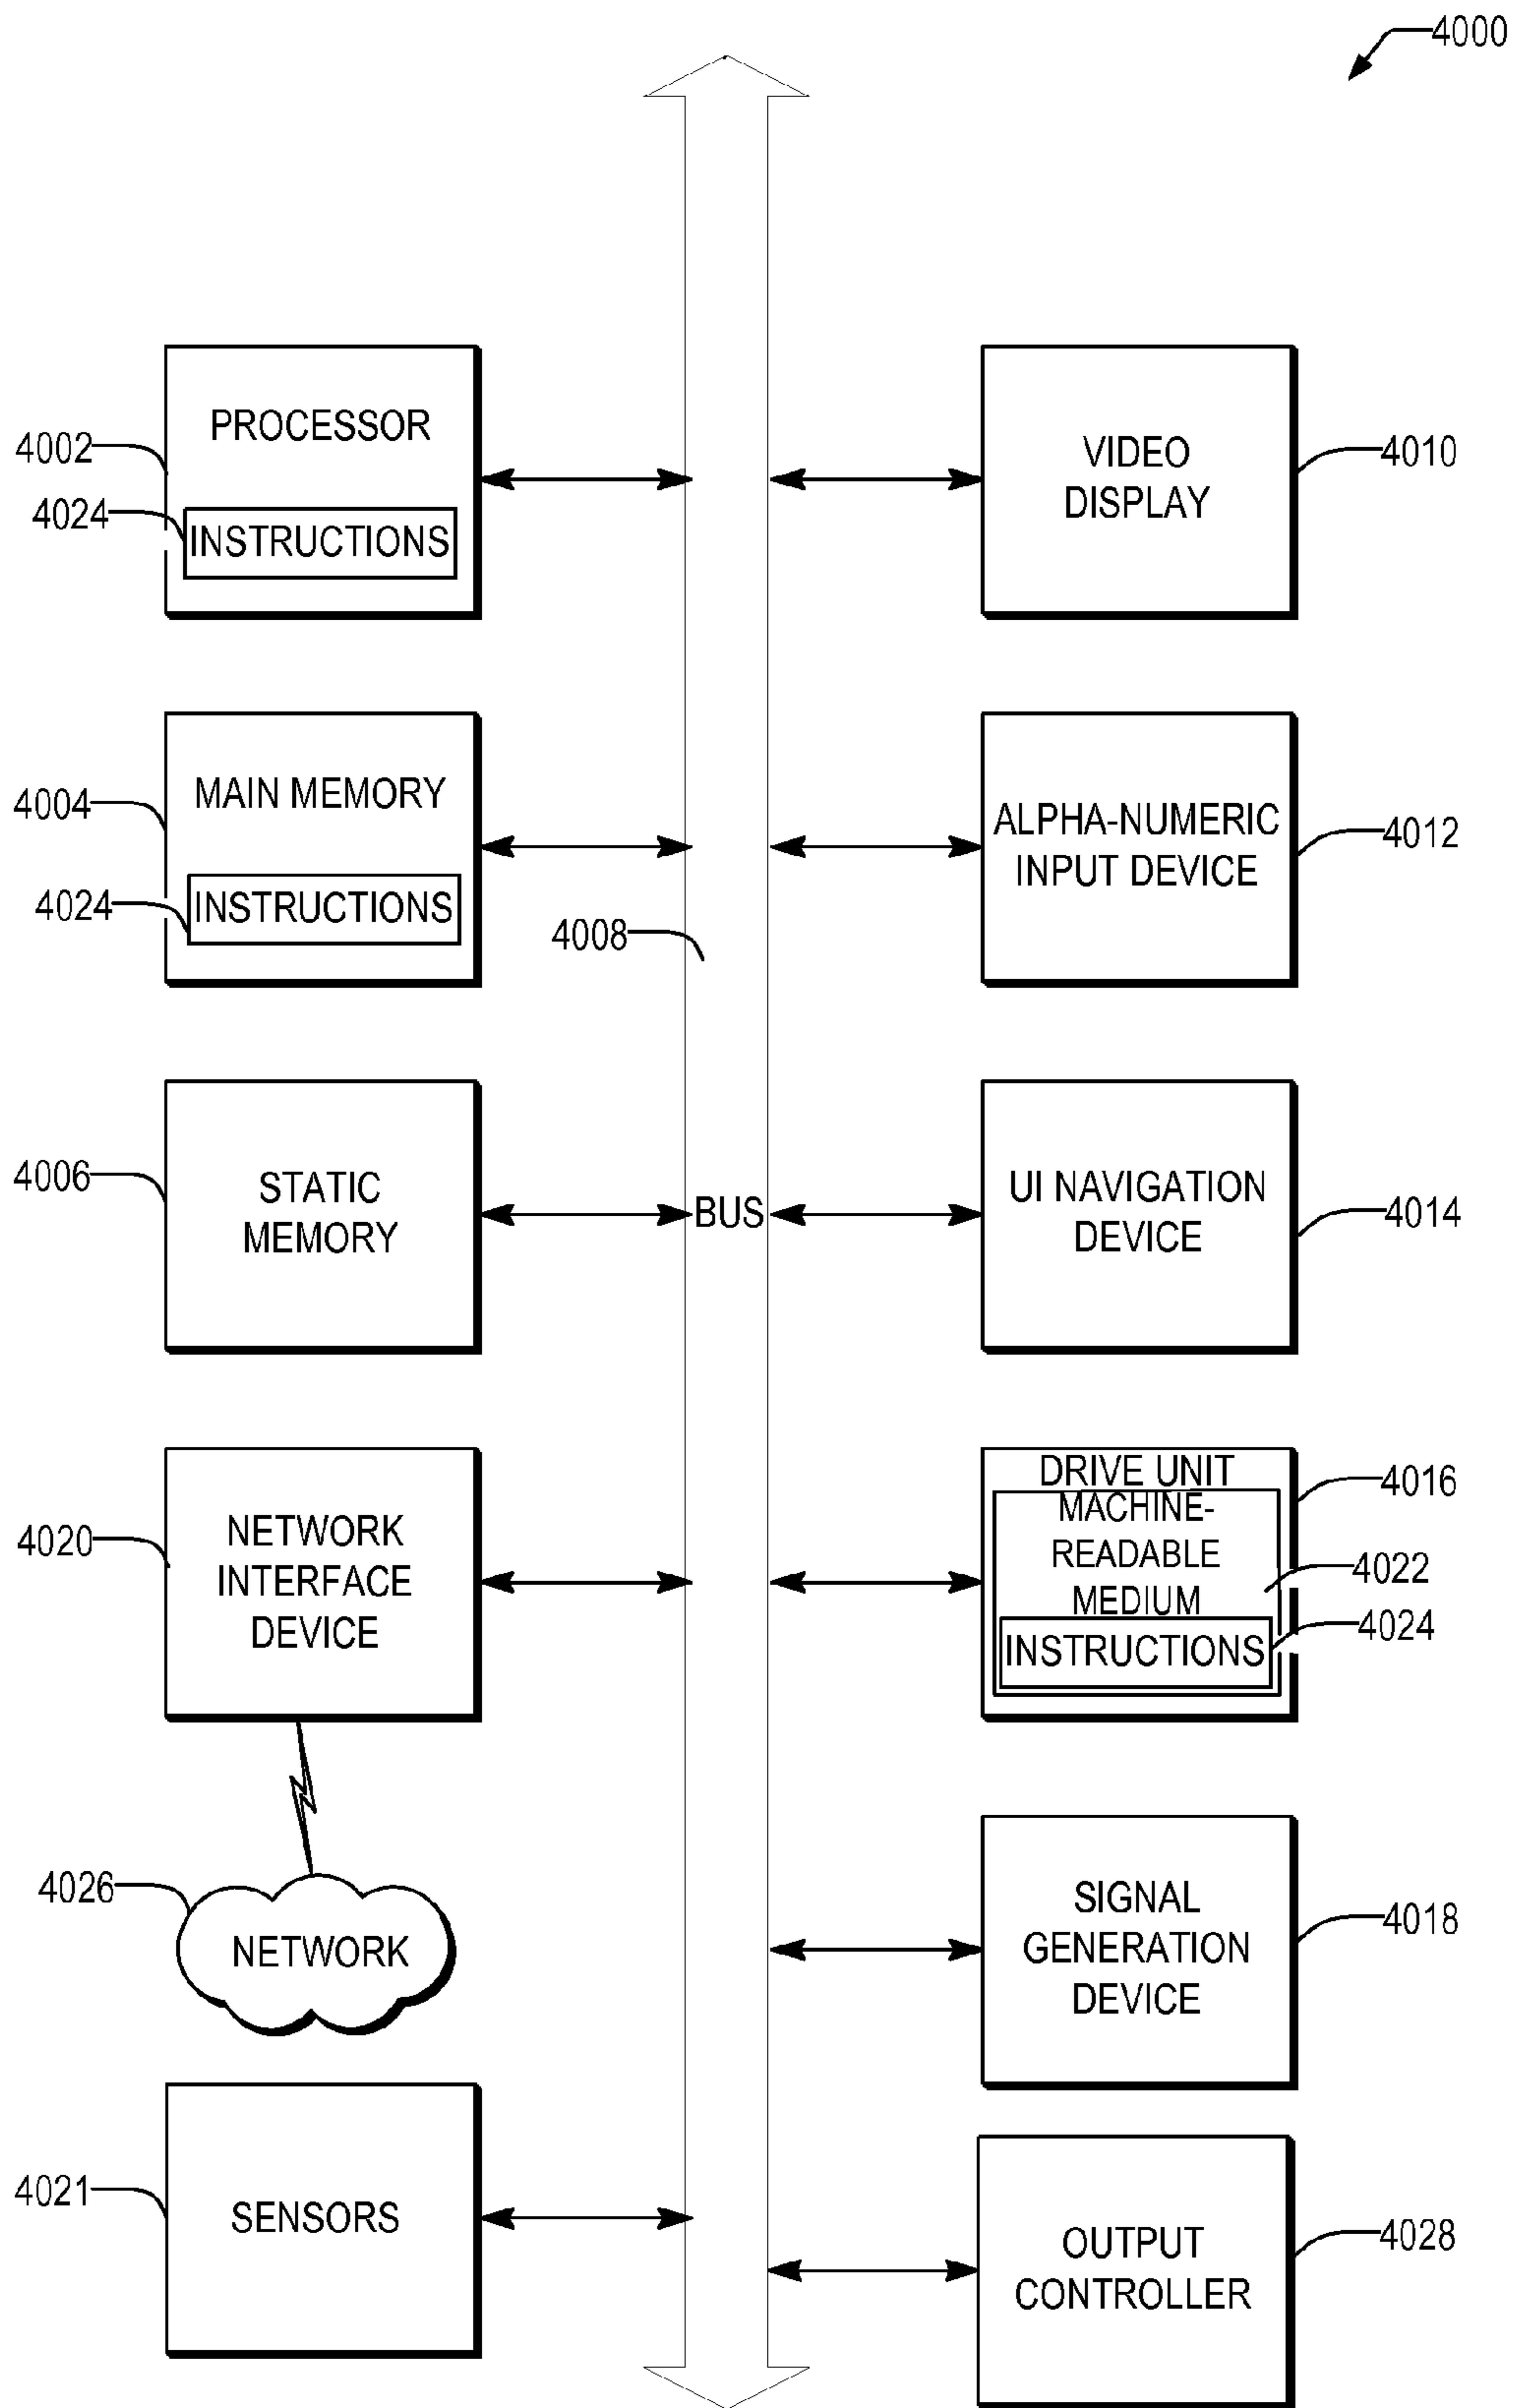 4000
PROCESSOR
4002
4024
INSTRUCTIONS
VIDEO
DISPLAY
4010
MAIN MEMORY
4004
4024
INSTRUCTIONS
4008
ALPHA-NUMERIC
INPUT DEVICE
4012
4006
STATIC
MEMORY
BUS
UI NAVIGATION
DEVICE
4014
4020
NETWORK
INTERFACE
DEVICE
DRIVE UNIT
MACHINE-
READABLE
MEDIUM
INSTRUCTIONS
4016
4022
4024
4026
NETWORK
SIGNAL
GENERATION
DEVICE
4018
4021
SENSORS
OUTPUT
CONTROLLER
4028